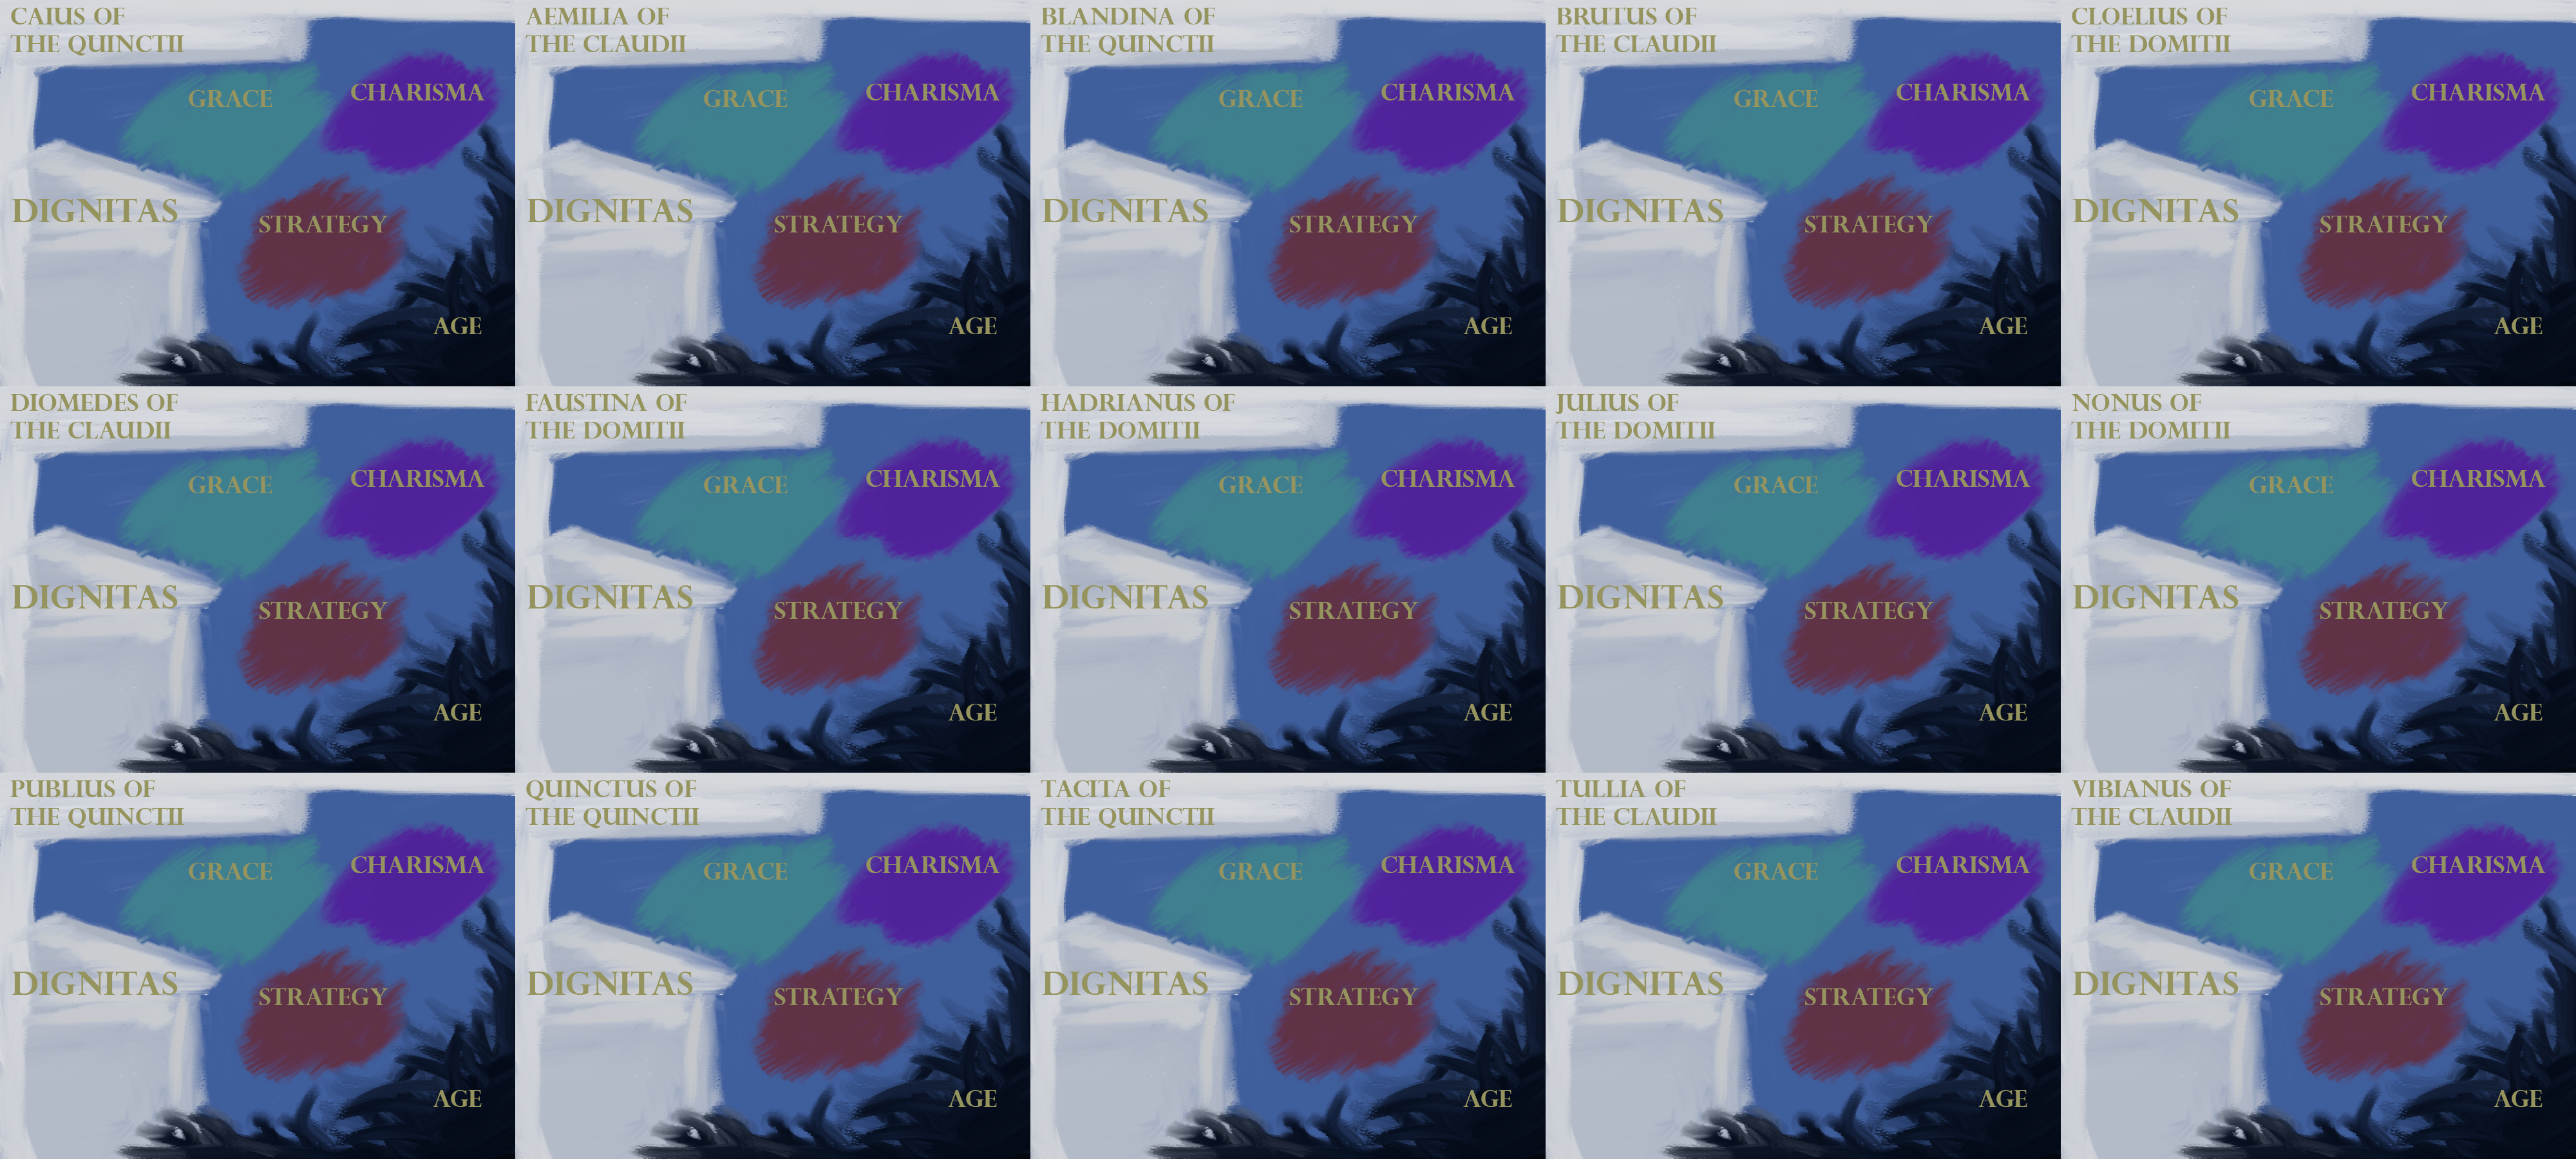 CAIUS OF
THE QUINCTII
GRACE
CHARISMA
DIGNITAS
STRATEGY
AGE
AEMILIA OF
THE CLAUDII
GRACE
CHARISMA
DIGNITAS
STRATEGY
AGE
BLANDINA OF
THE QUINCTII
GRACE
CHARISMA
DIGNITAS
STRATEGY
AGE
BRUTUS OF
THE CLAUDII
GRACE
CHARISMA
DIGNITAS
STRATEGY
AGE
CLOELIUS OF
THE DOMITII
GRACE
CHARISMA
DIGNITAS
STRATEGY
AGE
DIOMEDES OF
THE CLAUDII
GRACE
CHARISMA
DIGNITAS
STRATEGY
AGE
FAUSTINA OF
THE DOMITII
GRACE
CHARISMA
DIGNITAS
STRATEGY
AGE
HADRIANUS OF
THE DOMITII
GRACE
CHARISMA
DIGNITAS
STRATEGY
AGE
JULIUS OF
THE DOMITII
GRACE
CHARISMA
DIGNITAS
STRATEGY
AGE
NONUS OF
THE DOMITII
GRACE
CHARISMA
DIGNITAS
STRATEGY
AGE
PUBLIUS OF
THE QUINCTII
GRACE
CHARISMA
DIGNITAS
STRATEGY
AGE
QUINCTUS OF
THE QUINCTII
GRACE
CHARISMA
DIGNITAS
STRATEGY
AGE
TACITA OF
THE QUINCTII
GRACE
CHARISMA
DIGNITAS
STRATEGY
AGE
TULLIA OF
THE CLAUDII
GRACE
CHARISMA
DIGNITAS
STRATEGY
AGE
VIBIANUS OF
THE CLAUDII
GRACE
CHARISMA
DIGNITAS
STRATEGY
AGE